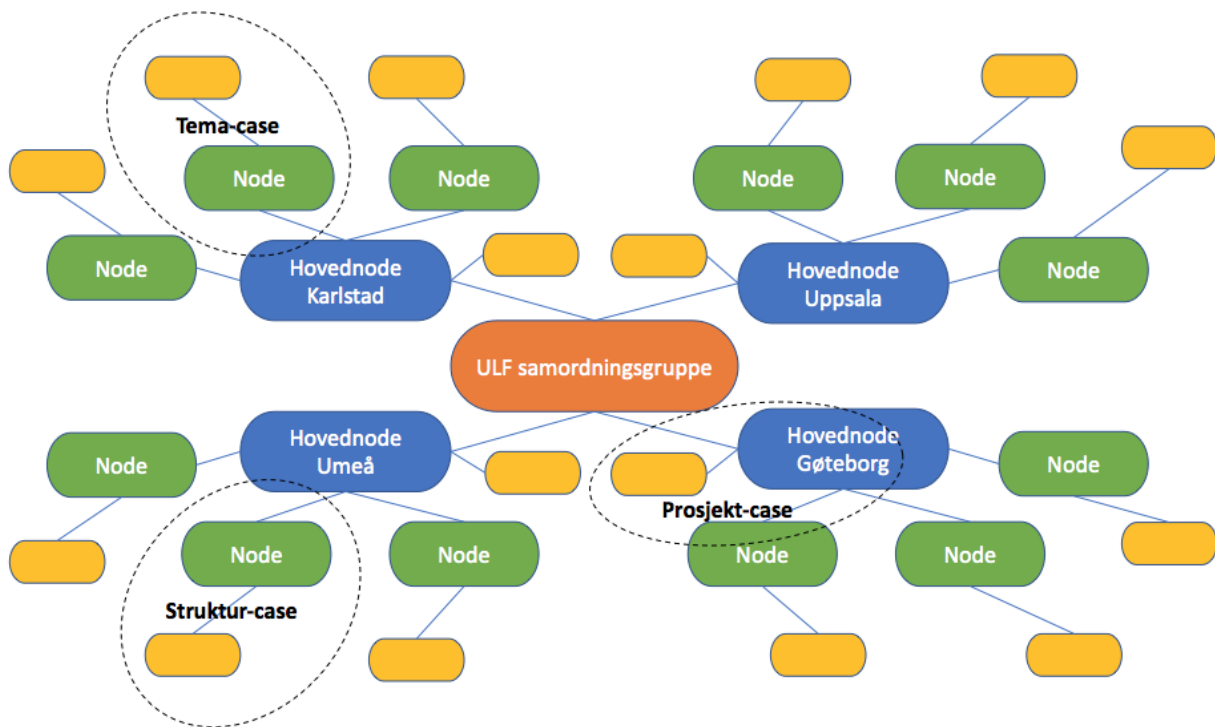 Tema-case
Node
Node
Node
Node
Node
Node
Hovednode
Karlstad
Hovednode
Uppsala
ULF samordningsgruppe
Hovednode
Umeå
Hovednode
Gøteborg
Node
Node
Prosjekt-case
Node
Node
Node
Node
Struktur-case